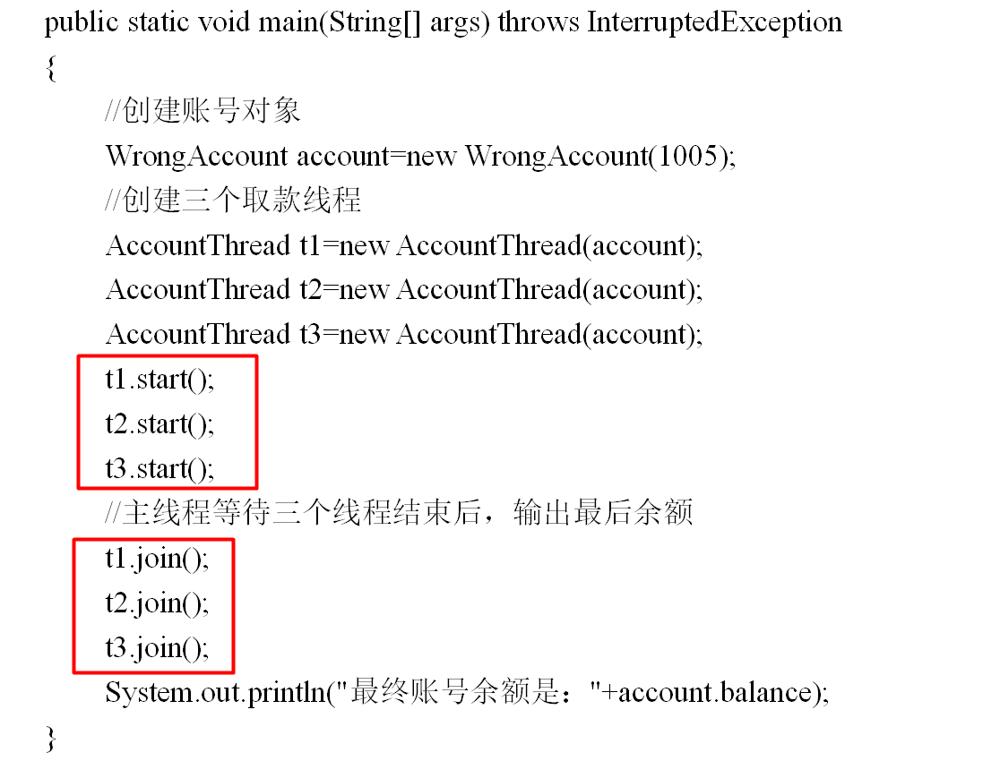 public static void main(String[] args) throws InterruptedException
{
//创建账号对象
WrongAccount account=new WrongAccount(1005);
//创建三个取款线程
AccountThread t1=new AccountThread(account);
AccountThread t2=new AccountThread(account);
AccountThread t3=new AccountThread(account);
t1.start();
t2.start();
t3.start();
//主线程等待三个线程结束后，输出最后余额
t1.join();
t2.join();
t3.join();
System.out.println("最终账号余额是："+account.balance);
}